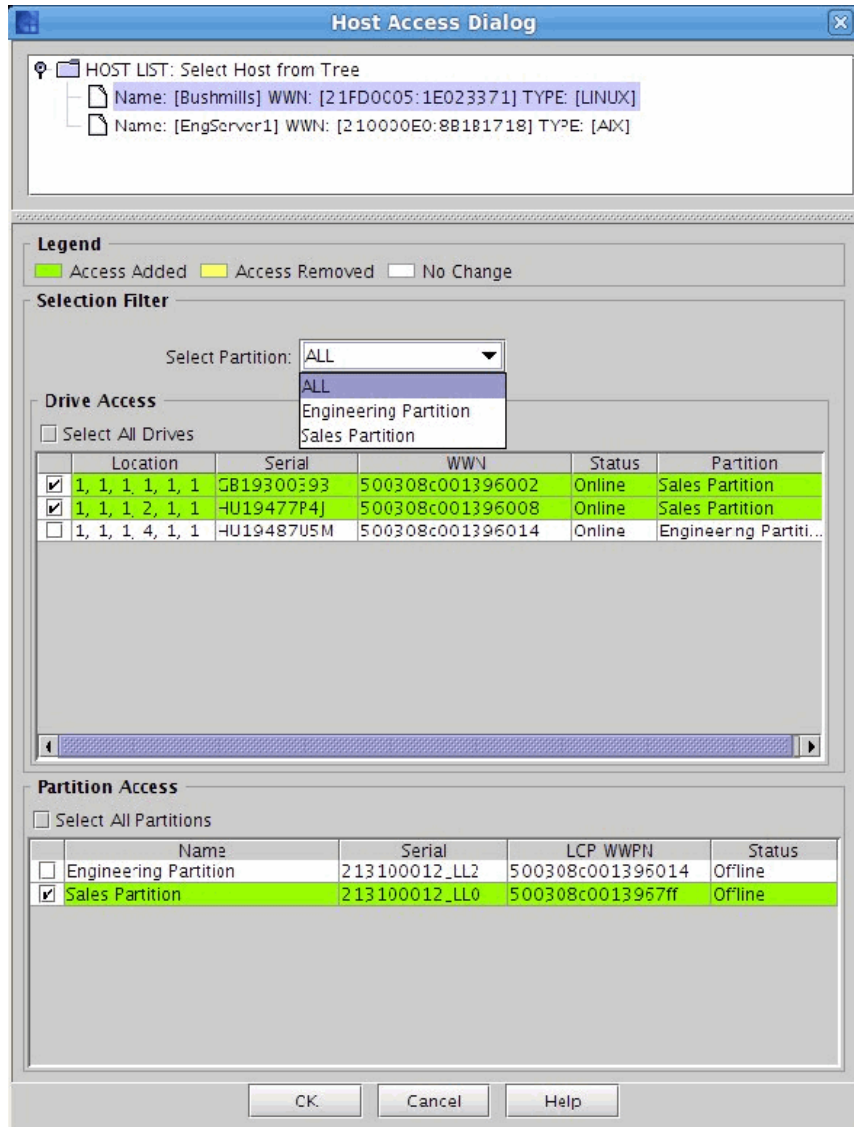 Host Access Dialog
HOST LIST: Select Host from Tree
Name: [Bushmills] WWN: [21FD0C05:1E023371] TYPE: [LINUX]
Name: [EngServer1] WWN: [210000E0:8B1B1718] TYPE: [AIX]
Legend
Access Added Access Removed No Change
Selection Filter
Select Partition: ALL
ALL
Engineering Partition
Sales Partition
Drive Access
Select All Drives
Location Serial WWN Status Partition
1, 1, 1, 1, 1, 1 GB19300393 500308c001396002 Online Sales Partition
1, 1, 1, 2, 1, 1 HU19477P4J 500308c001396008 Online Sales Partition
1, 1, 1, 4, 1, 1 HU19487U5M 500308c001396014 Online Engineering Partiti...
Partition Access
Select All Partitions
Name Serial LCP WWPN Status
Engineering Partition 213100012_LL2 500308c001396014 Offline
Sales Partition 213100012_LL0 500308c0013967ff Offline
OK Cancel Help